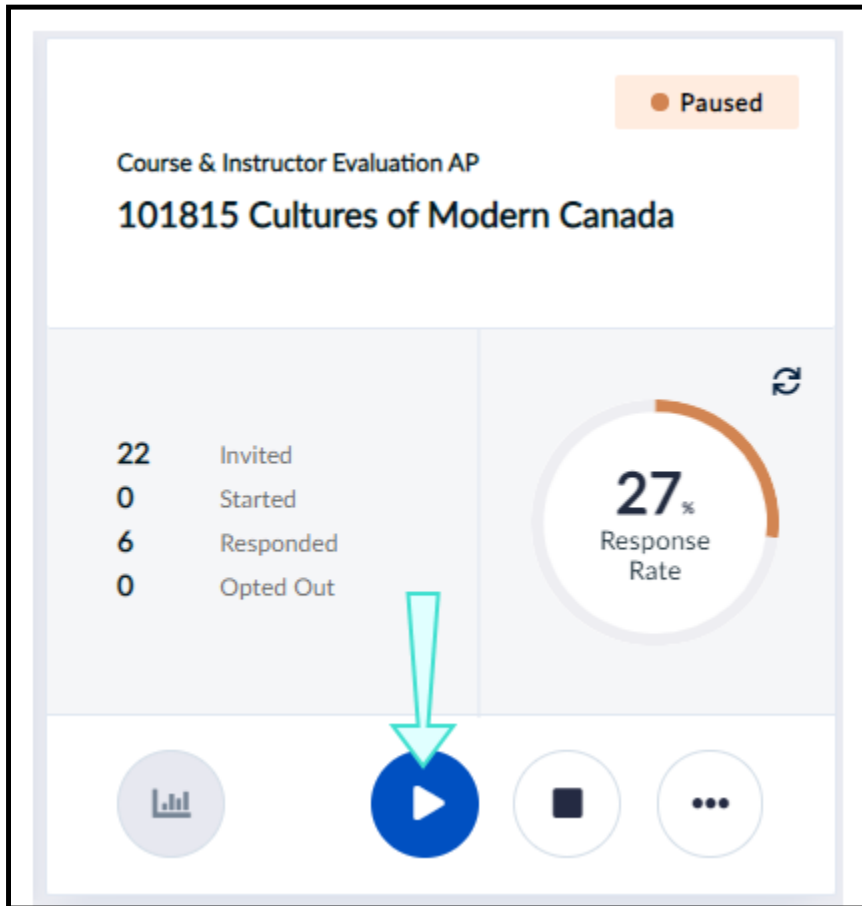 Paused
Course & Instructor Evaluation AP
101815 Cultures of Modern Canada
22 Invited
0 Started
6 Responded
0 Opted Out
27%
Response
Rate